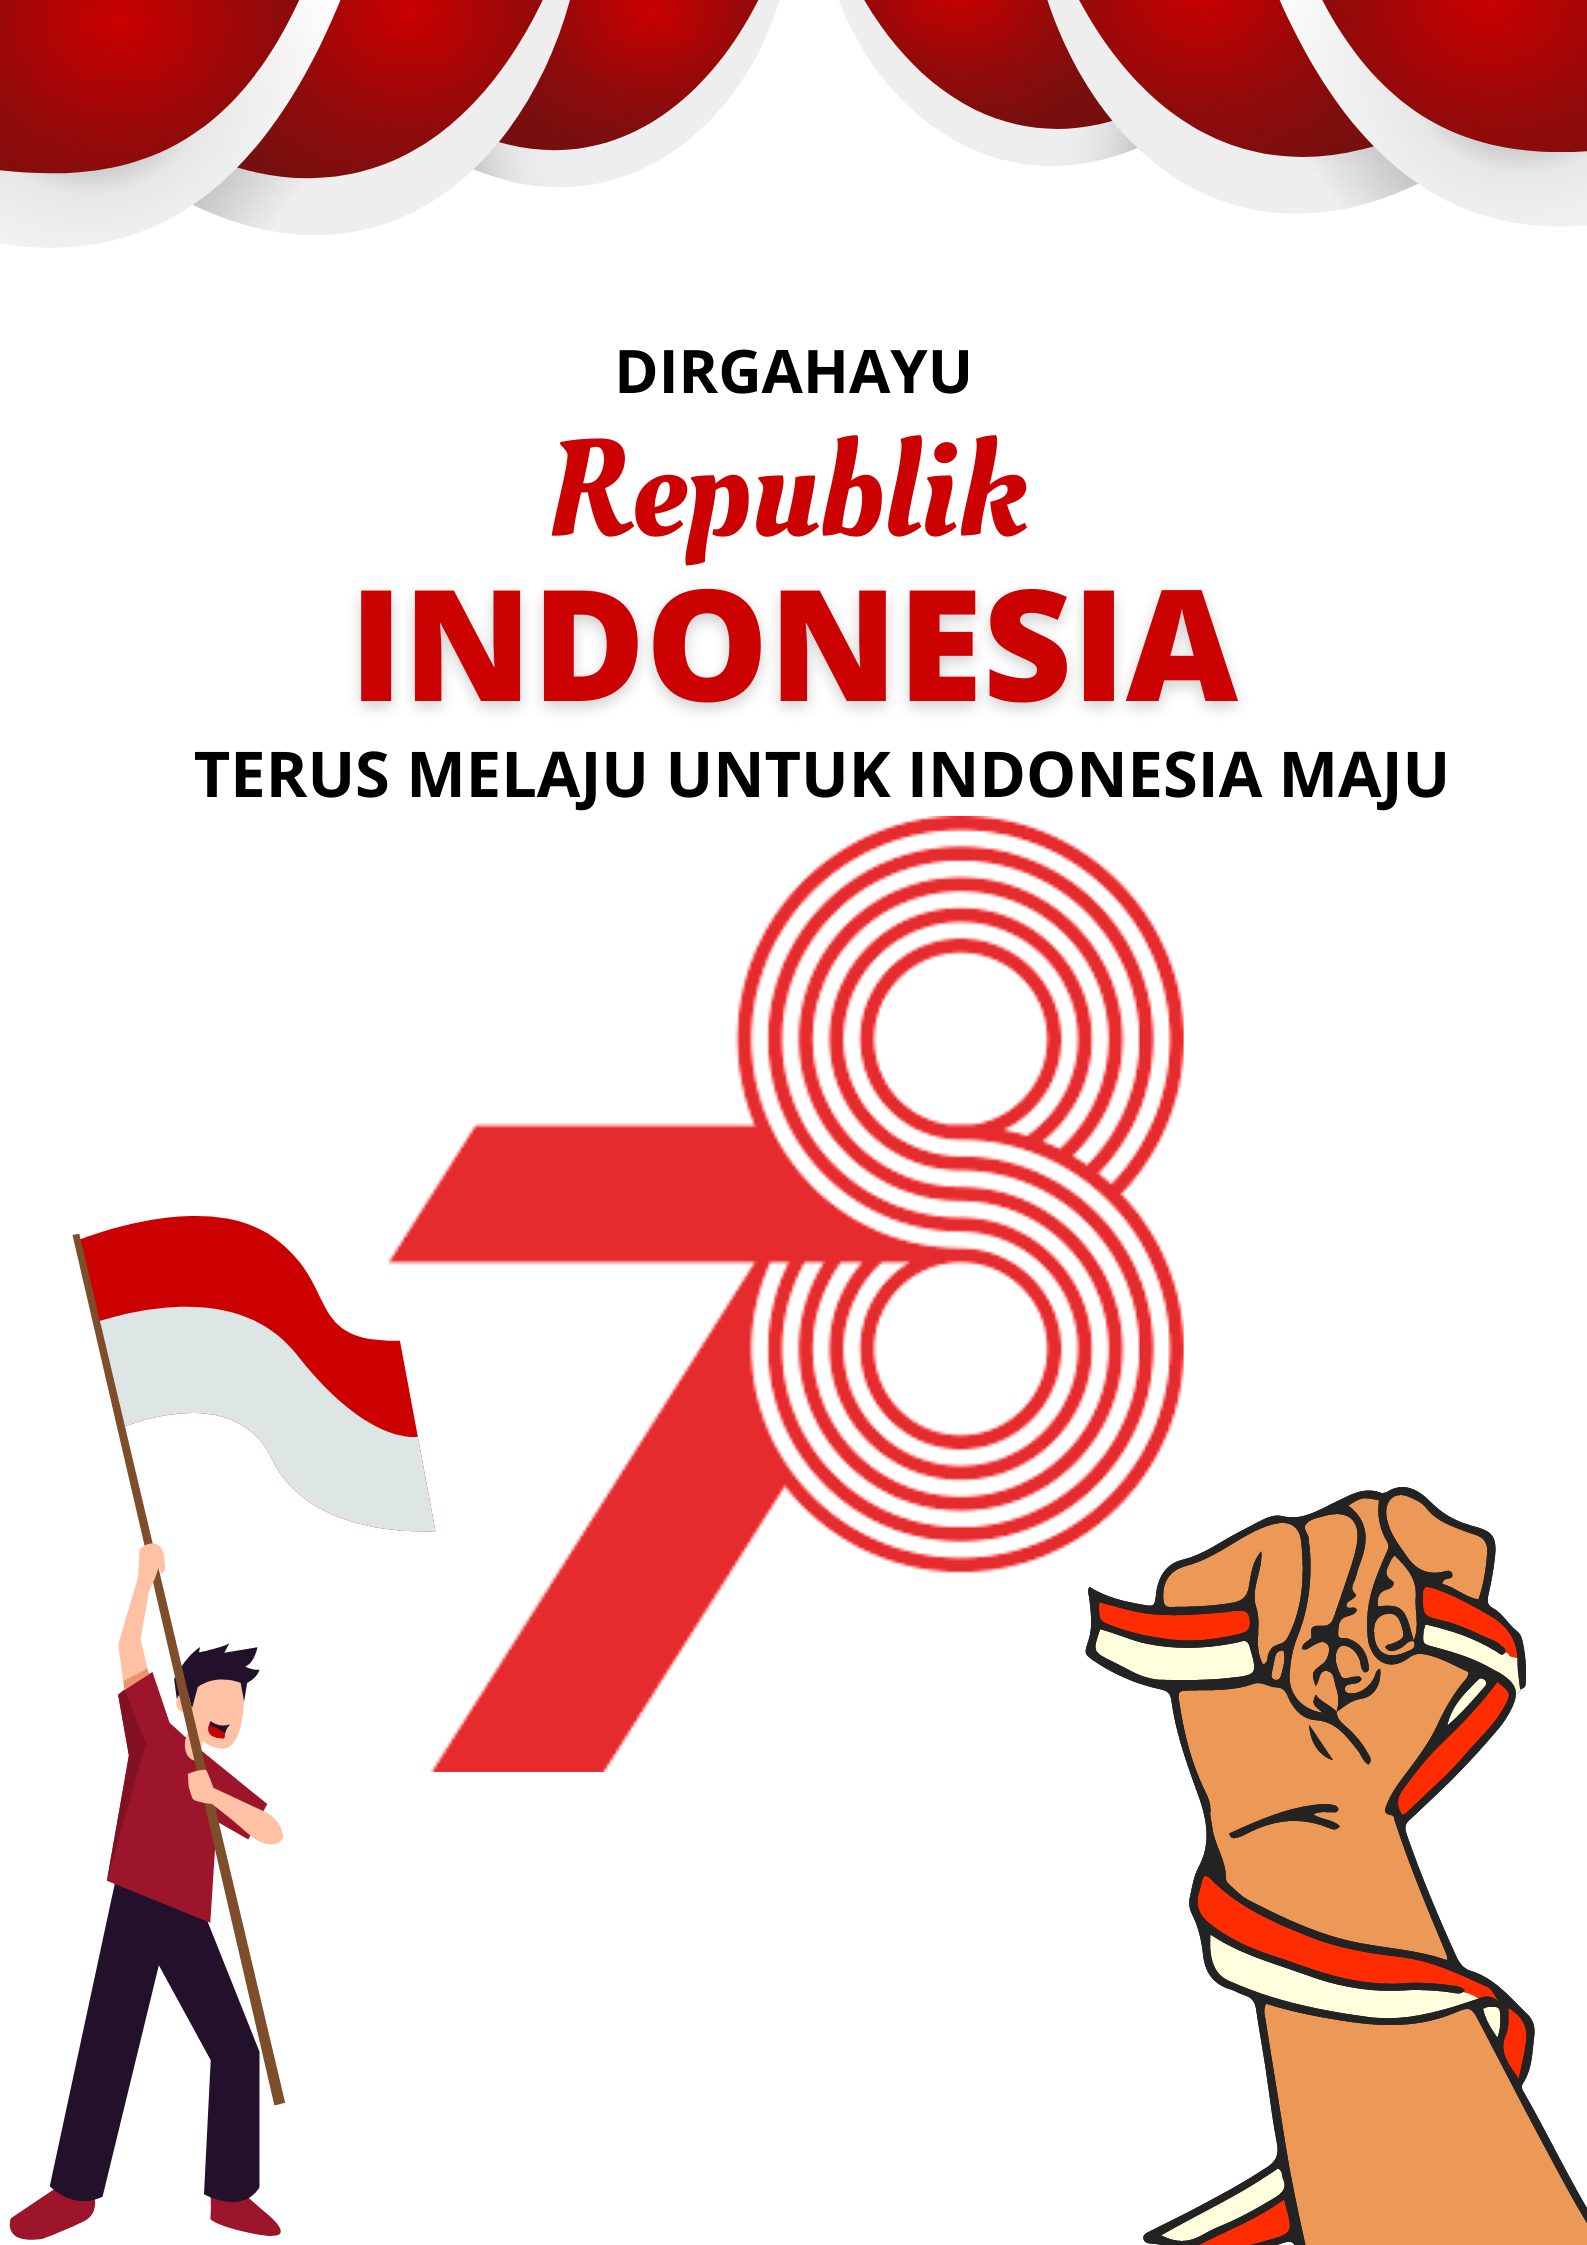 DIRGAHAYU
Republik
INDONESIA
TERUS MELAJU UNTUK INDONESIA MAJU
78